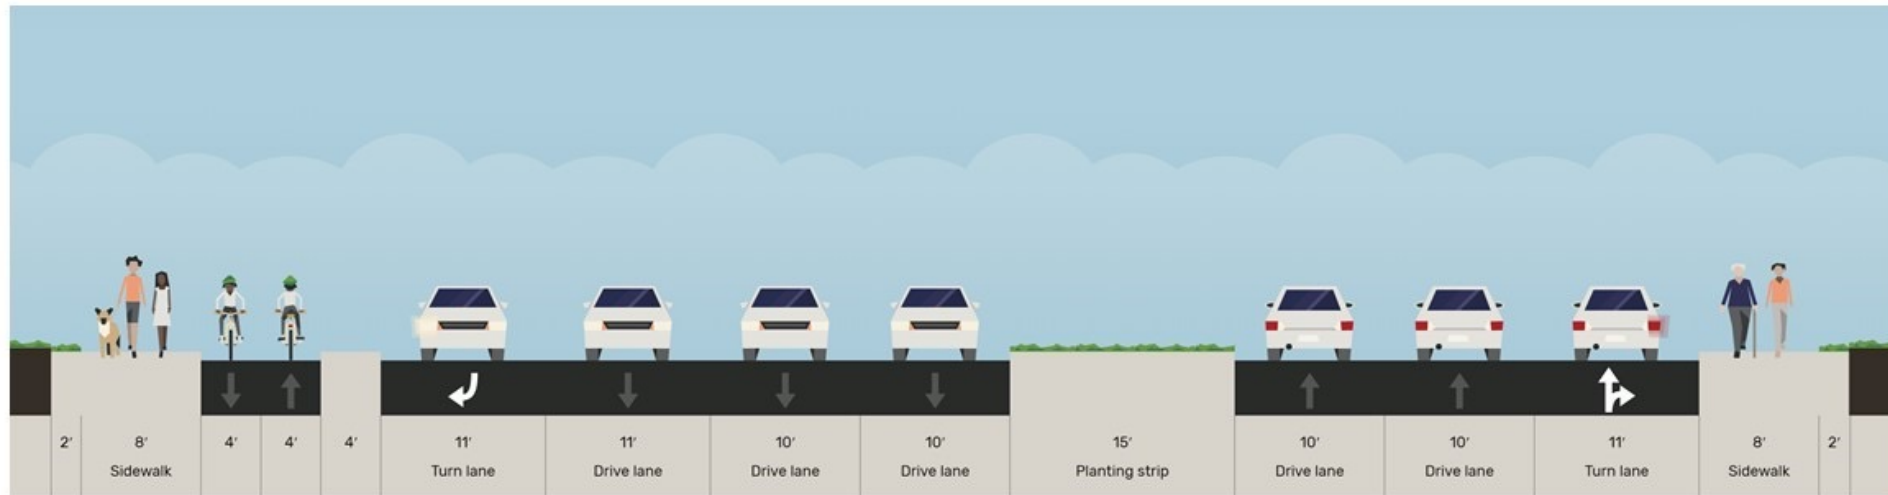 2′ 8′ 4′ 4′ 4′ 11′ 11′ 10′ 10′ 15′ 10′ 10′ 11′ 8′ 2′
Sidewalk Turn lane Drive lane Drive lane Drive lane Planting strip Drive lane Drive lane Turn lane Sidewalk